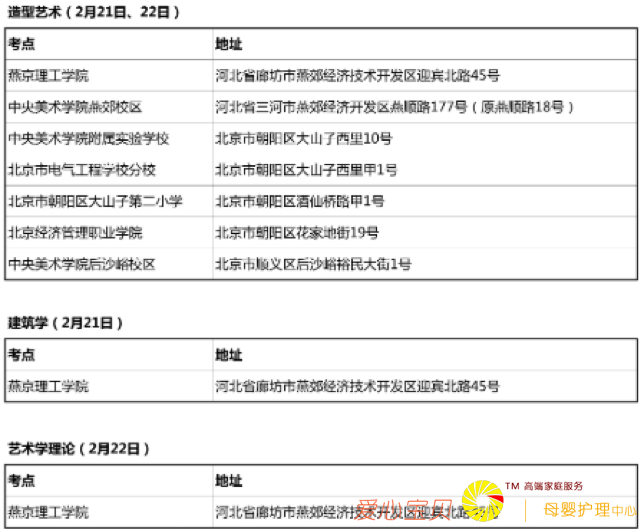 造型艺术（2月21日、22日）
考点 地址
燕京理工学院 河北省廊坊市燕郊经济技术开发区迎宾北路45号
中央美术学院燕郊校区 河北省三河市燕郊经济开发区燕顺路177号（原燕顺路18号）
中央美术学院附属实验学校 北京市朝阳区大山子西里10号
北京市电气工程学校分校 北京市朝阳区大山子西里甲1号
北京市朝阳区大山子第二小学 北京市朝阳区酒仙桥路甲1号
北京经济管理职业学院 北京市朝阳区花家地街19号
中央美术学院后沙峪校区 北京市顺义区后沙峪裕民大街1号
建筑学（2月21日）
考点 地址
燕京理工学院 河北省廊坊市燕郊经济技术开发区迎宾北路45号
艺术学理论（2月22日）
考点 地址
燕京理工学院 河北省廊坊市燕郊经济技术开发区迎宾北路
爱心宝贝 TM 高端家庭服务
母婴护理中心